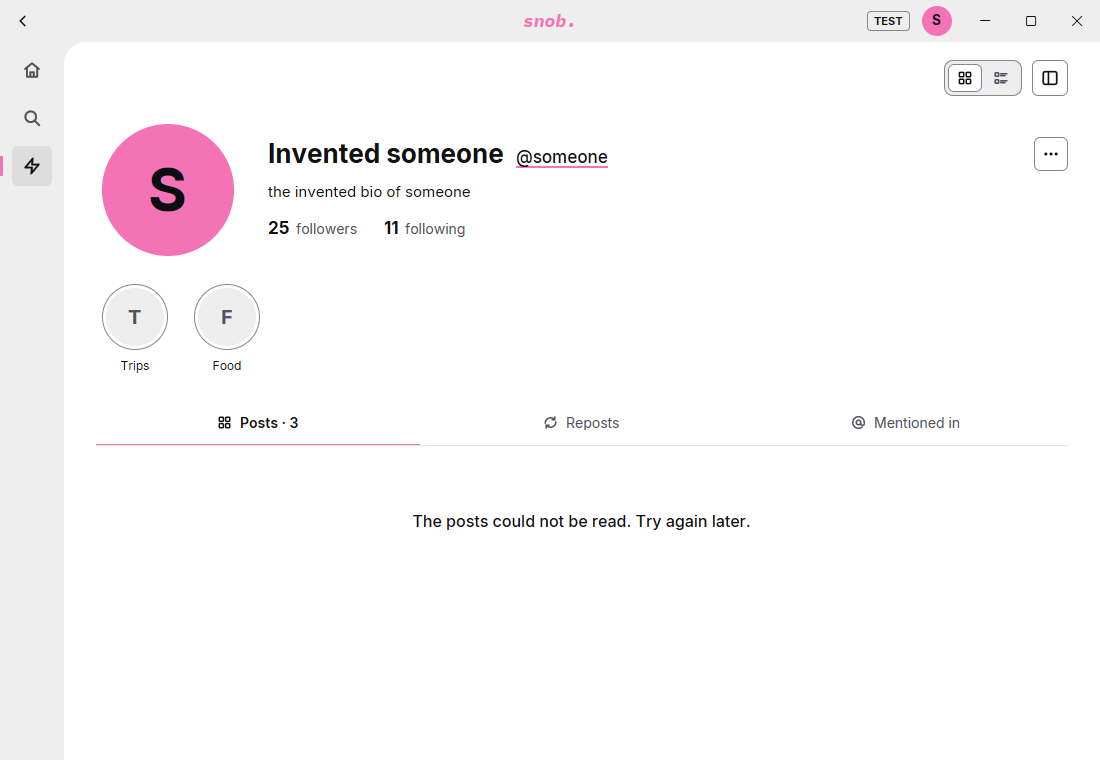 snob.
TEST
S
S
Invented someone @someone
the invented bio of someone
25 followers 11 following
T
F
Trips
Food
Posts · 3
Reposts
Mentioned in
The posts could not be read. Try again later.